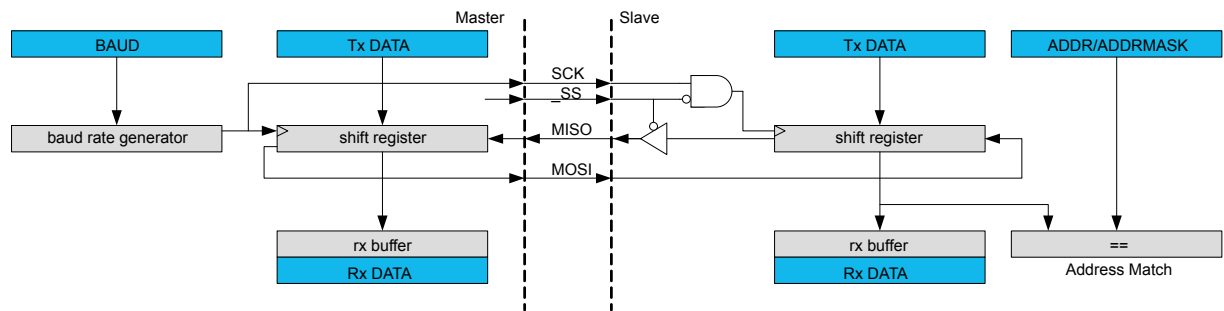 Master
Slave
BAUD
Tx DATA
Tx DATA
ADDR/ADDRMASK
SCK
_SS
baud rate generator
shift register
MISO
shift register
MOSI
rx buffer
Rx DATA
rx buffer
Rx DATA
==
Address Match